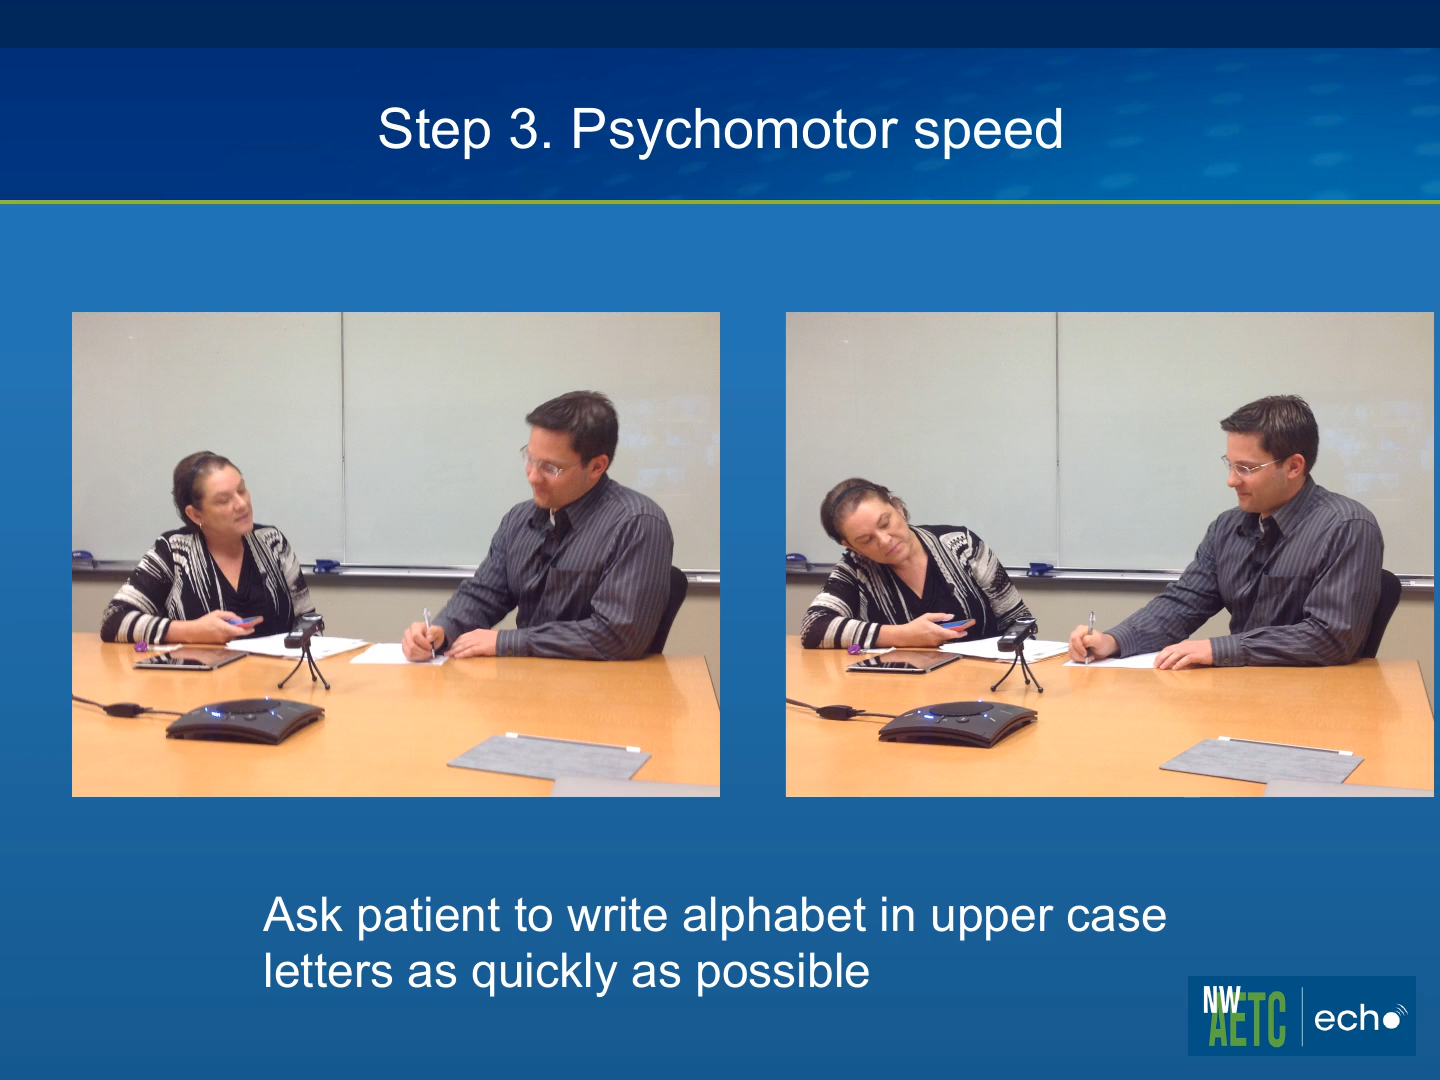 Step 3. Psychomotor speed
Ask patient to write alphabet in upper case
letters as quickly as possible
NW
AETC
echo